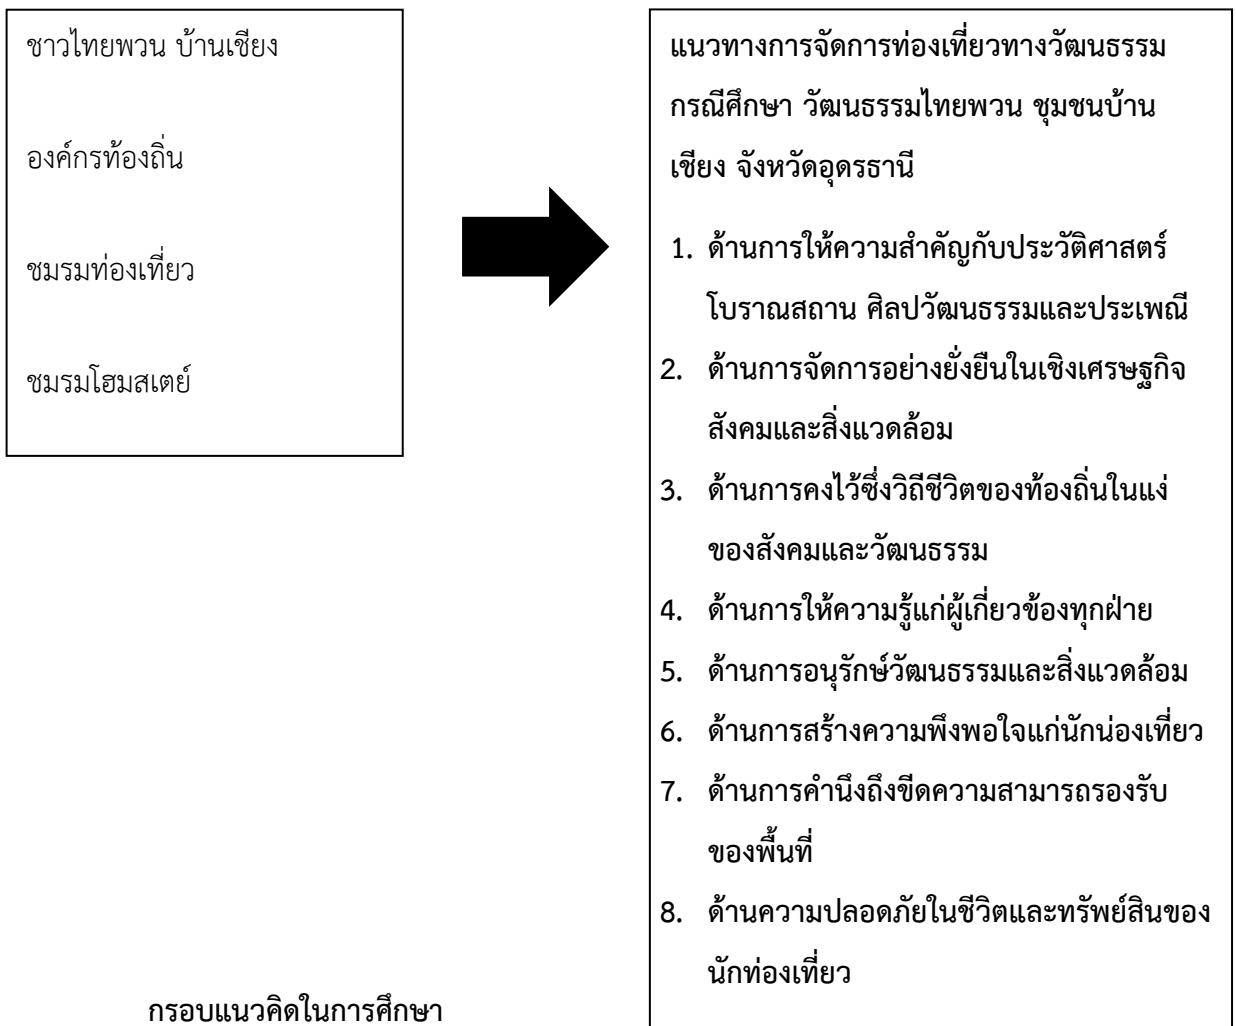 ชาวไทยพวน บ้านเชียง
องค์กรท้องถิ่น
ชมรมท่องเที่ยว
ชมรมโฮมสเตย์
แนวทางการจัดการท่องเที่ยวทางวัฒนธรรม
กรณีศึกษา วัฒนธรรมไทยพวน ชุมชนบ้าน
เชียง จังหวัดอุดรธานี
1. ด้านการให้ความสำคัญกับประวัติศาสตร์
โบราณสถาน ศิลปวัฒนธรรมและประเพณี
2. ด้านการจัดการอย่างยั่งยืนในเชิงเศรษฐกิจ
สังคมและสิ่งแวดล้อม
3. ด้านการคงไว้ซึ่งวิถีชีวิตของท้องถิ่นในแง่
ของสังคมและวัฒนธรรม
4. ด้านการให้ความรู้แก่ผู้เกี่ยวข้องทุกฝ่าย
5. ด้านการอนุรักษ์วัฒนธรรมและสิ่งแวดล้อม
6. ด้านการสร้างความพึงพอใจแก่นักน่องเที่ยว
7. ด้านการคำนึงถึงขีดความสามารถรองรับ
ของพื้นที่
8. ด้านความปลอดภัยในชีวิตและทรัพย์สินของ
นักท่องเที่ยว
กรอบแนวคิดในการศึกษา